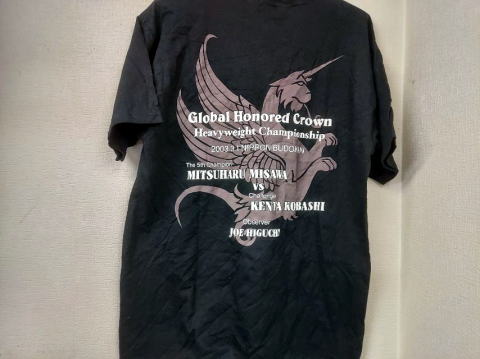 Global Honored Crown
Heavyweight Championship
2003.3.1 NIPPON BUDOKAN
The 5th Champion
MITSUHARU MISAWA
VS
Challenge
KENTA KOBASHI
Observer
JOE HIGUCHI